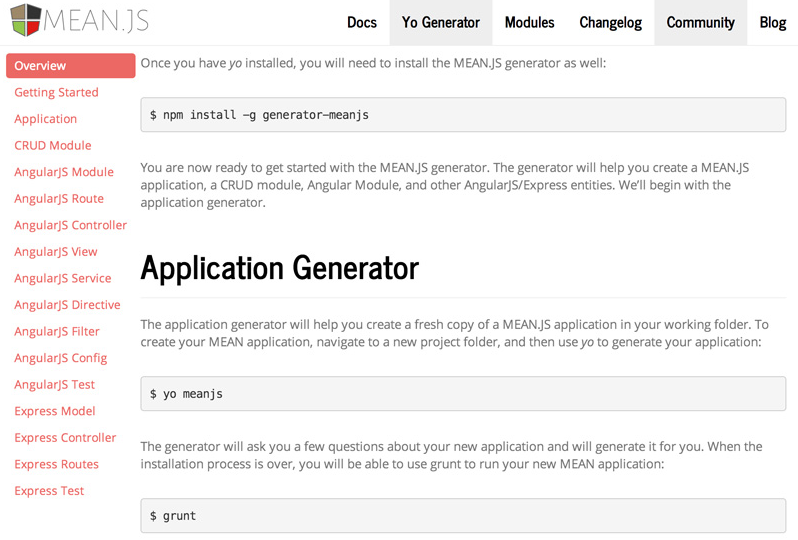 MEAN.JS
Docs Yo Generator Modules Changelog Community Blog
Overview
Getting Started
Application
CRUD Module
AngularJS Module
AngularJS Route
AngularJS Controller
AngularJS View
AngularJS Service
AngularJS Directive
AngularJS Filter
AngularJS Config
AngularJS Test
Express Model
Express Controller
Express Routes
Express Test
Once you have yo installed, you will need to install the MEAN.JS generator as well:
$ npm install -g generator-meanjs
You are now ready to get started with the MEAN.JS generator. The generator will help you create a MEAN.JS
application, a CRUD module, Angular Module, and other AngularJS/Express entities. We'll begin with the
application generator.
Application Generator
The application generator will help you create a fresh copy of a MEAN.JS application in your working folder. To
create your MEAN application, navigate to a new project folder, and then use yo to generate your application:
$ yo meanjs
The generator will ask you a few questions about your new application and will generate it for you. When the
installation process is over, you will be able to use grunt to run your new MEAN application:
$ grunt